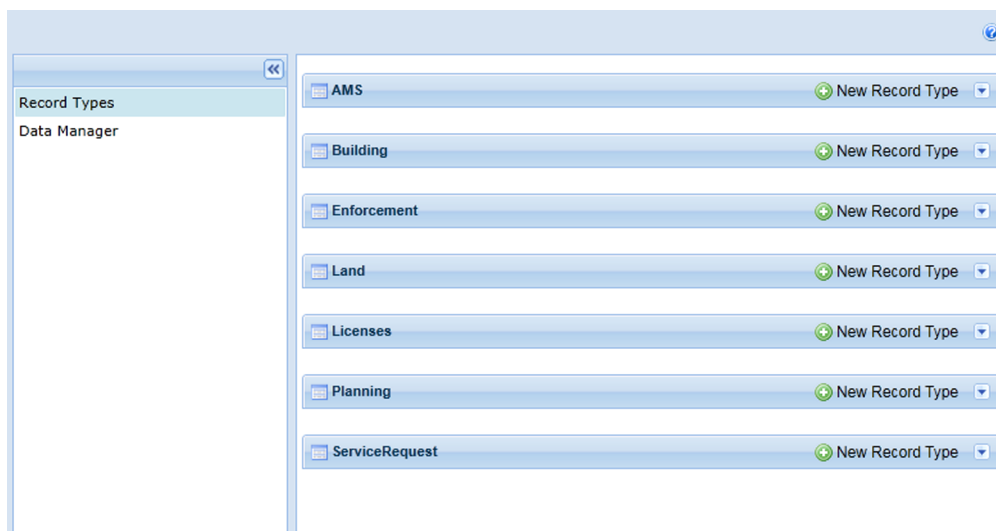 Record Types
Data Manager
AMS New Record Type
Building New Record Type
Enforcement New Record Type
Land New Record Type
Licenses New Record Type
Planning New Record Type
ServiceRequest New Record Type